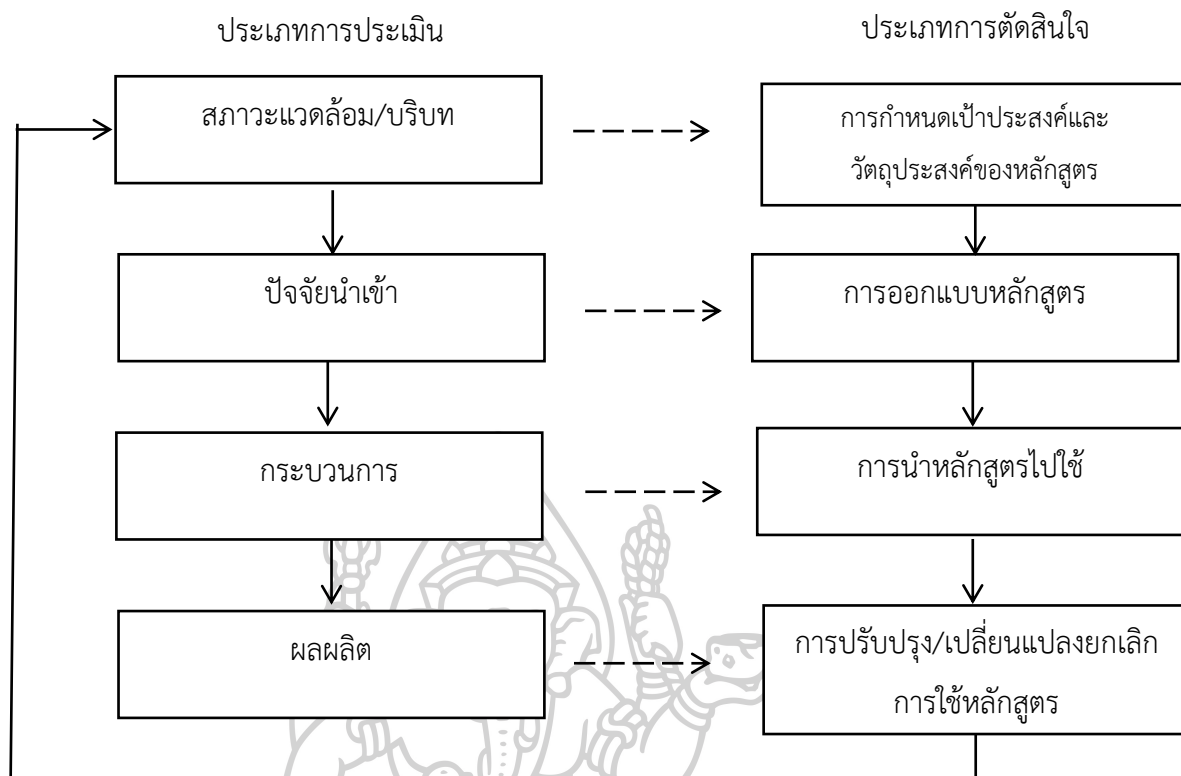 ประเภทการประเมิน
ประเภทการตัดสินใจ
สภาวะแวดล้อม/บริบท
การกำหนดเป้าประสงค์และ
วัตถุประสงค์ของหลักสูตร
ปัจจัยนำเข้า
การออกแบบหลักสูตร
กระบวนการ
การนำหลักสูตรไปใช้
ผลผลิต
การปรับปรุง/เปลี่ยนแปลงยกเลิก
การใช้หลักสูตร